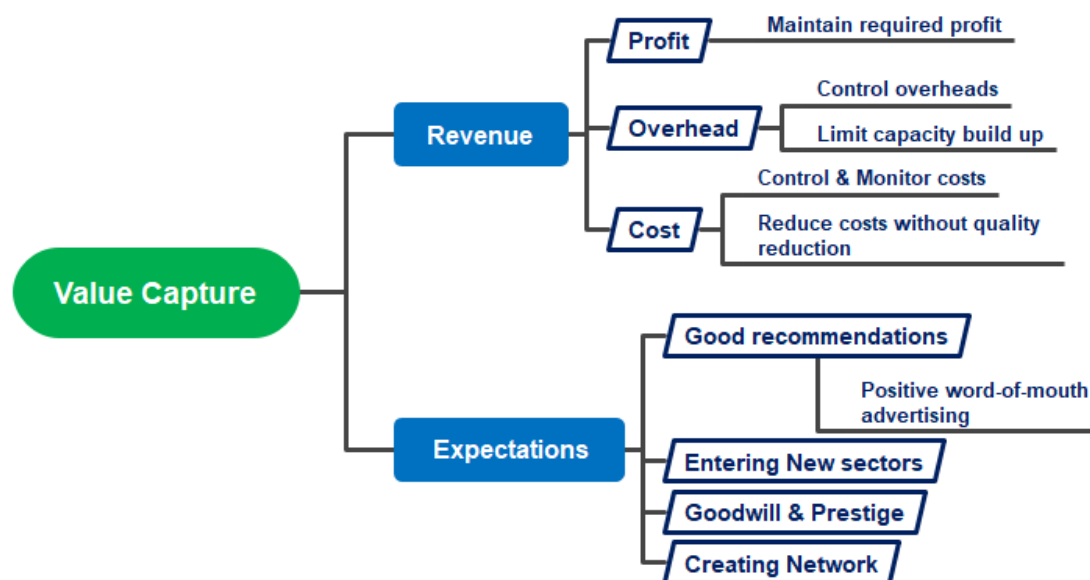 Value Capture
Revenue
Profit
Maintain required profit
Overhead
Control overheads
Limit capacity build up
Cost
Control & Monitor costs
Reduce costs without quality
reduction
Expectations
Good recommendations
Positive word-of-mouth
advertising
Entering New sectors
Goodwill & Prestige
Creating Network